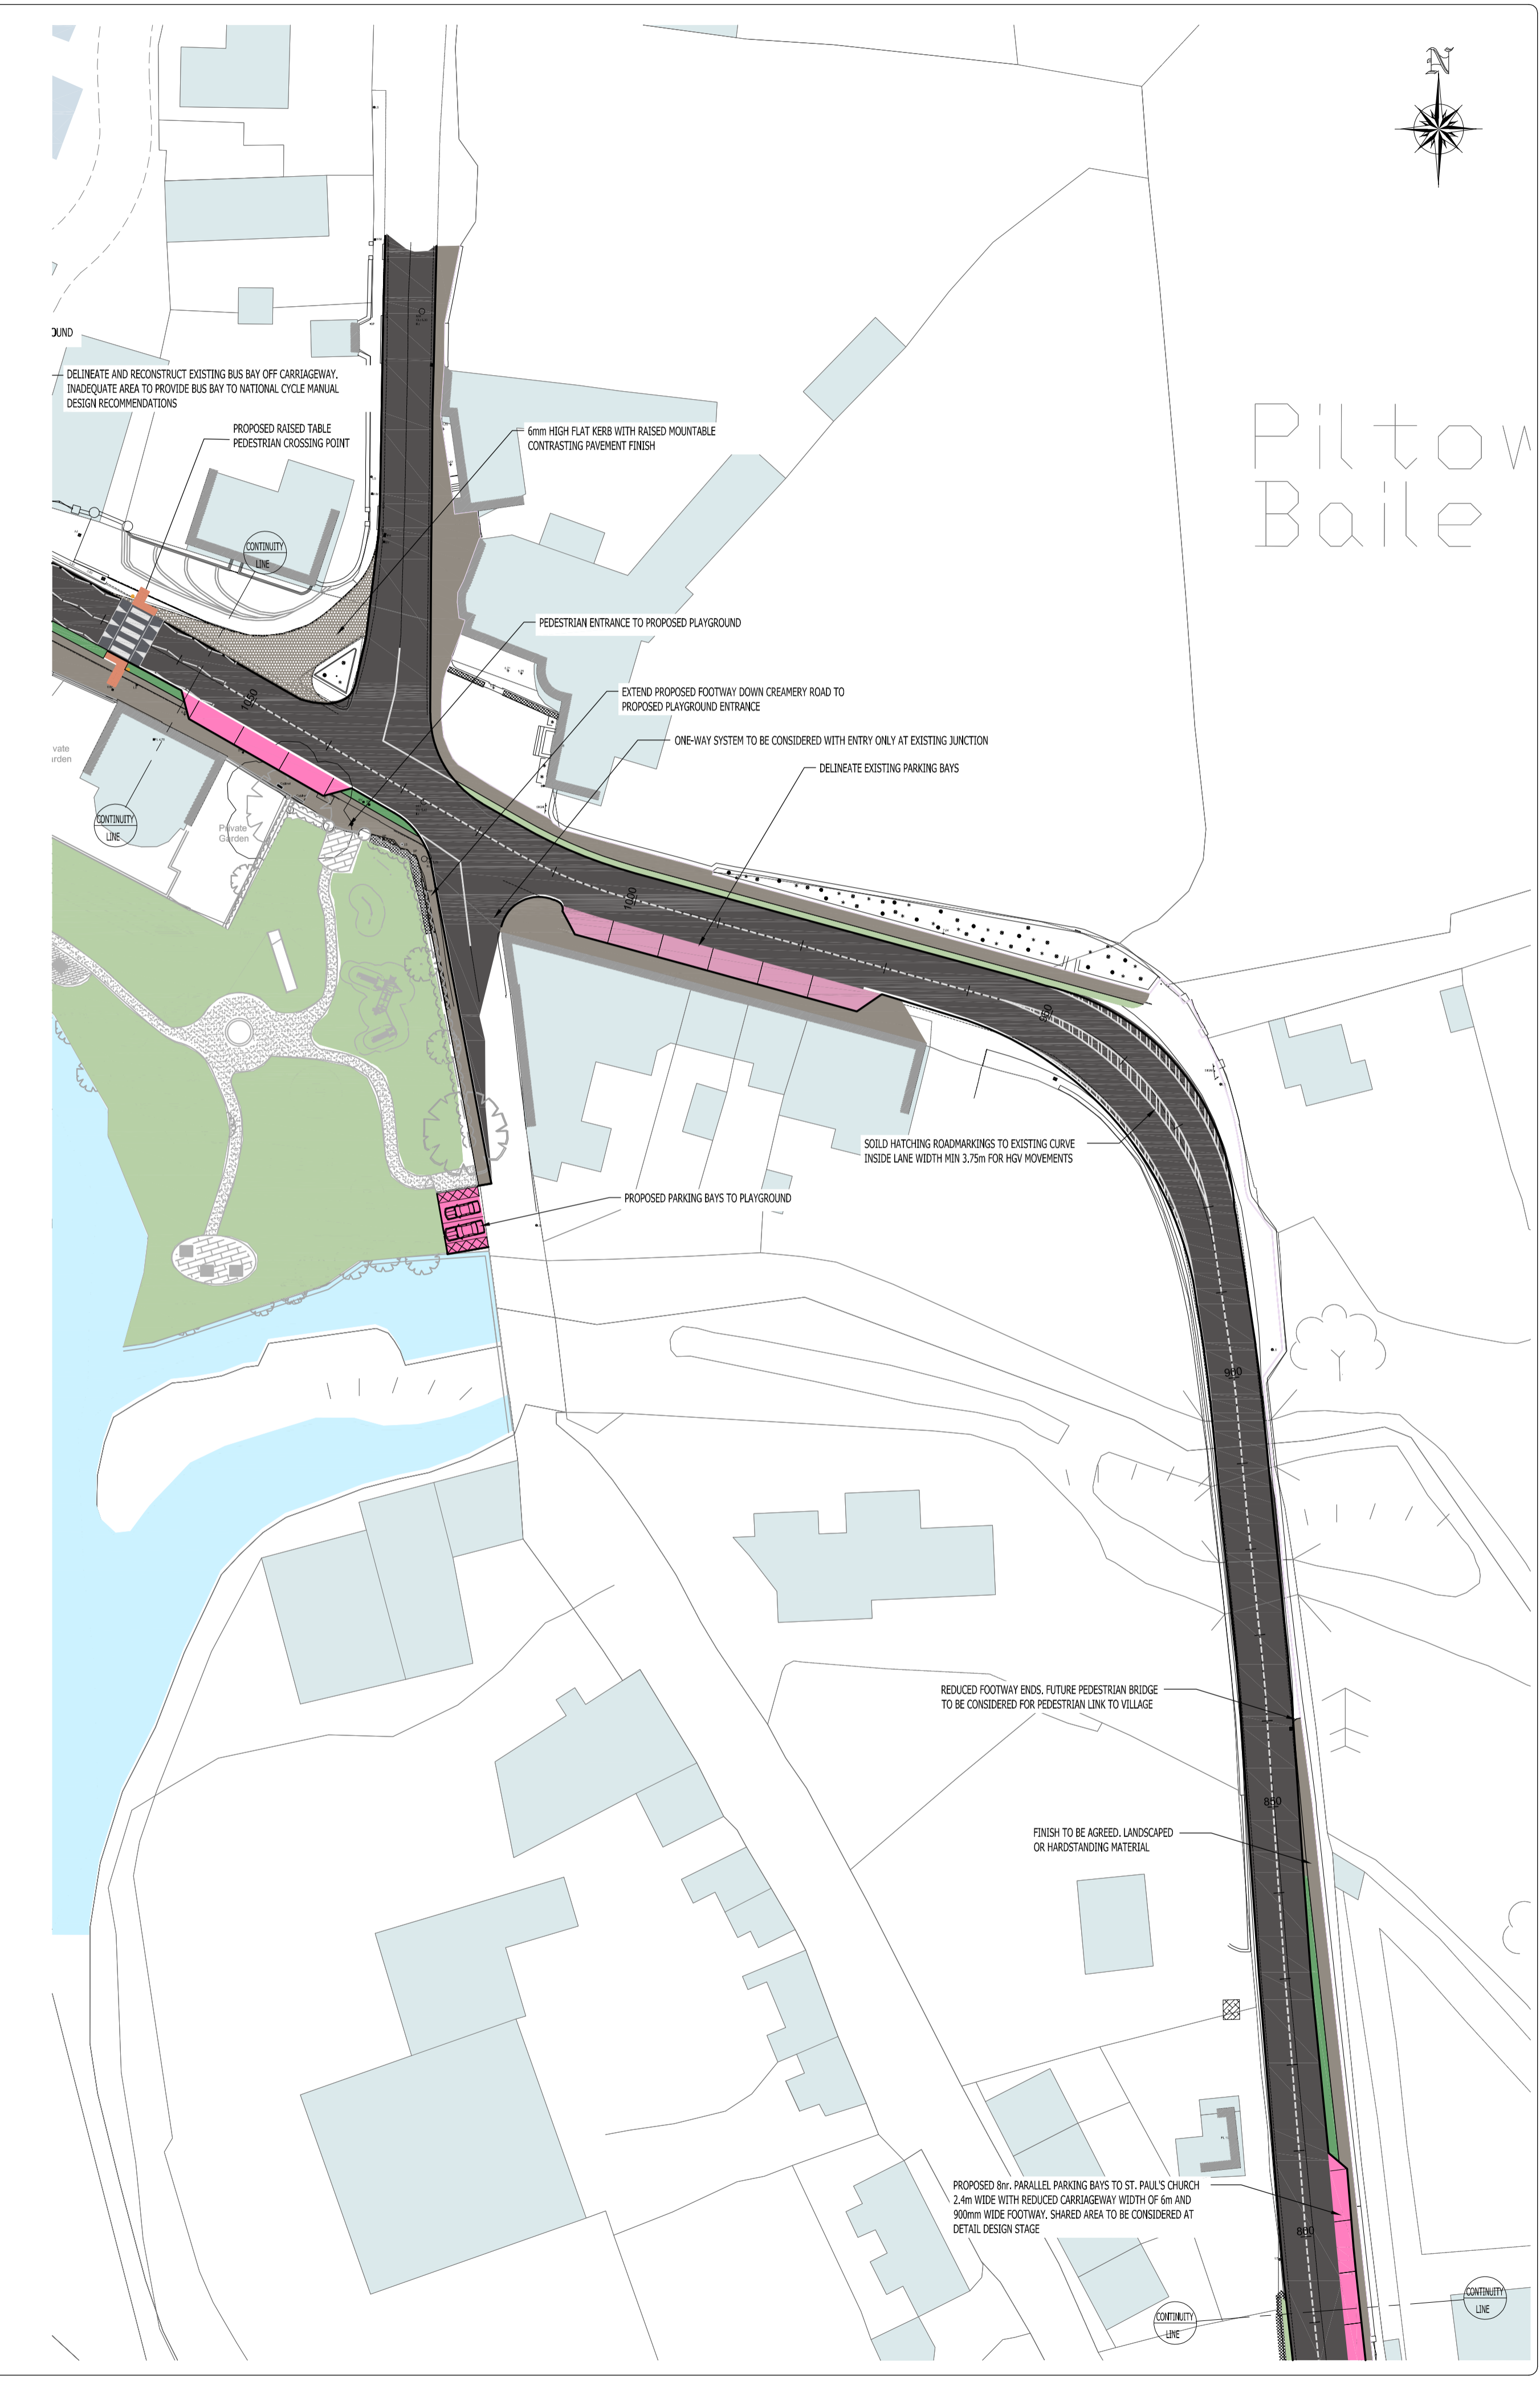 N
OUND
DELINEATE AND RECONSTRUCT EXISTING BUS BAY OFF CARRIAGEWAY.
INADEQUATE AREA TO PROVIDE BUS BAY TO NATIONAL CYCLE MANUAL
DESIGN RECOMMENDATIONS
PROPOSED RAISED TABLE
PEDESTRIAN CROSSING POINT
6mm HIGH FLAT KERB WITH RAISED MOUNTABLE
CONTRASTING PAVEMENT FINISH
Piltow
Baile
CONTINUITY
LINE
PEDESTRIAN ENTRANCE TO PROPOSED PLAYGROUND
EXTEND PROPOSED FOOTWAY DOWN CREAMERY ROAD TO
PROPOSED PLAYGROUND ENTRANCE
1050
ONE-WAY SYSTEM TO BE CONSIDERED WITH ENTRY ONLY AT EXISTING JUNCTION
DELINEATE EXISTING PARKING BAYS
vate
rden
CONTINUITY
LINE
Private
Garden
1000
SOILD HATCHING ROADMARKINGS TO EXISTING CURVE
INSIDE LANE WIDTH MIN 3.75m FOR HGV MOVEMENTS
PROPOSED PARKING BAYS TO PLAYGROUND
REDUCED FOOTWAY ENDS. FUTURE PEDESTRIAN BRIDGE
TO BE CONSIDERED FOR PEDESTRIAN LINK TO VILLAGE
FINISH TO BE AGREED. LANDSCAPED
OR HARDSTANDING MATERIAL
PROPOSED 8nr. PARALLEL PARKING BAYS TO ST. PAUL'S CHURCH
2.4m WIDE WITH REDUCED CARRIAGEWAY WIDTH OF 6m AND
900mm WIDE FOOTWAY. SHARED AREA TO BE CONSIDERED AT
DETAIL DESIGN STAGE
CONTINUITY
LINE
CONTINUITY
LINE